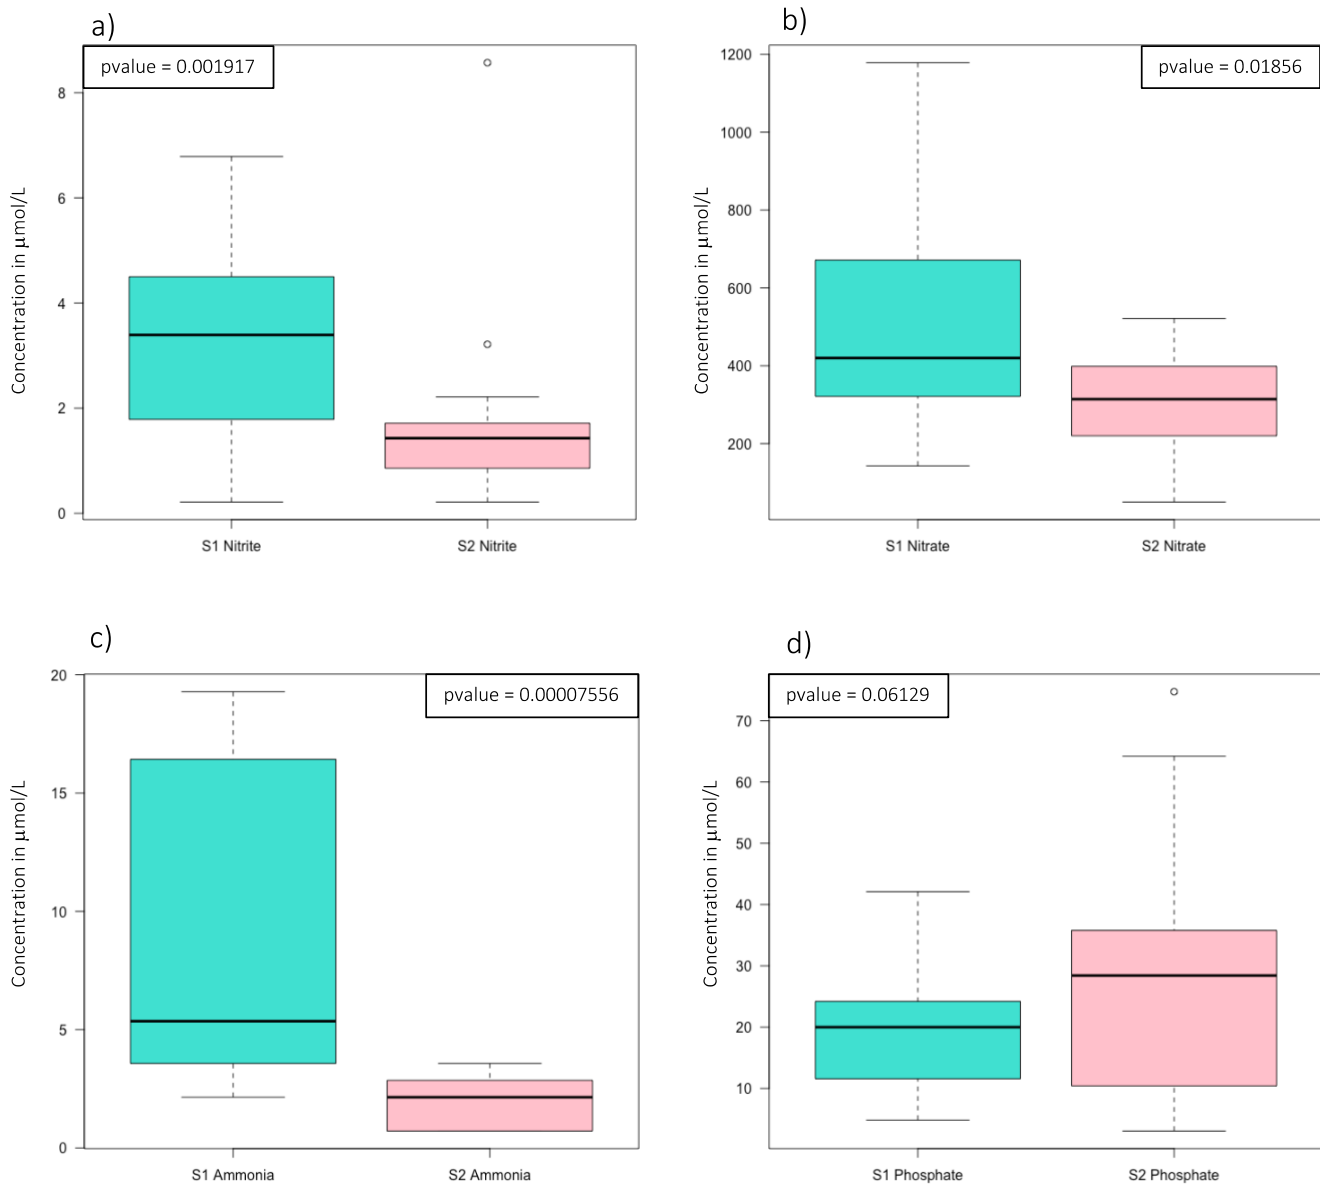 a)
pvalue = 0.001917
Concentration in µmol/L
8
6
4
2
0
S1 Nitrite
S2 Nitrite
b)
pvalue = 0.01856
Concentration in µmol/L
1200
1000
800
600
400
200
S1 Nitrate
S2 Nitrate
c)
pvalue = 0.00007556
Concentration in µmol/L
20
15
10
5
0
S1 Ammonia
S2 Ammonia
d)
pvalue = 0.06129
Concentration in µmol/L
70
60
50
40
30
20
10
S1 Phosphate
S2 Phosphate